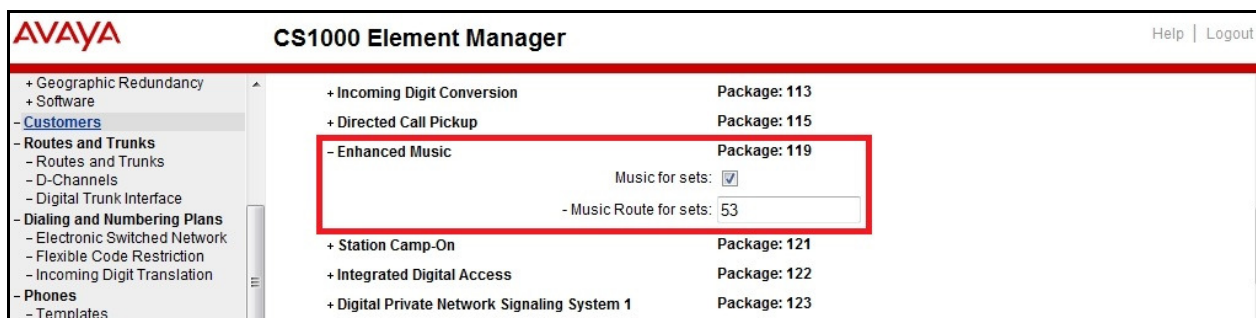 AVAYA
CS1000 Element Manager
Help | Logout
+ Geographic Redundancy
+ Software
- Customers
- Routes and Trunks
- Routes and Trunks
- D-Channels
- Digital Trunk Interface
- Dialing and Numbering Plans
- Electronic Switched Network
- Flexible Code Restriction
- Incoming Digit Translation
- Phones
- Templates
+ Incoming Digit Conversion Package: 113
+ Directed Call Pickup Package: 115
- Enhanced Music Package: 119
Music for sets:
- Music Route for sets: 53
+ Station Camp-On Package: 121
+ Integrated Digital Access Package: 122
+ Digital Private Network Signaling System 1 Package: 123